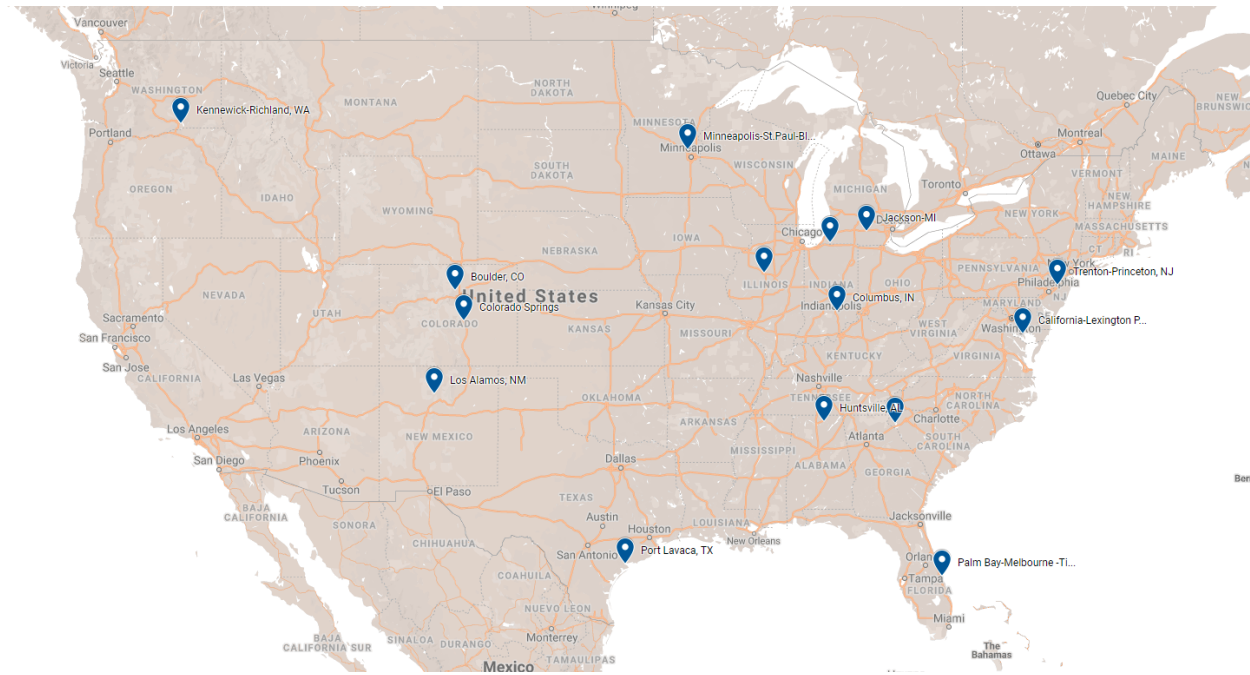 Winnipeg
Vancouver
Victoria
Seattle
WASHINGTON
Kennewick-Richland, WA
Portland
MONTANA
NORTH
DAKOTA
MINNESOTA
Minneapolis-St.Paul-Bl...
Minneapolis
Quebec City
NEW
BRUNSWIC
Montreal
Ottawa
MAINE
OREGON
IDAHO
SOUTH
DAKOTA
WISCONSIN
MICHIGAN
Toronto
VERMONT
NEW
HAMPSHIRE
WYOMING
Jackson-MI
NEW YORK
MASSACHUSETTS
Chicago
IOWA
CT
RI
NEBRASKA
Boulder, CO
PENNSYLVANIA
New York
Trenton-Princeton, NJ
ILLINOIS
INDIANA
OHIO
Philadelphia
NEVADA
United States
Columbus, IN
NJ
MARYLAND
Colorado Springs
Kansas City
Indianapolis
UTAH
COLORADO
Sacramento
KANSAS
MISSOURI
WEST
VIRGINIA
Washington
California-Lexington P...
San Francisco
San Jose
KENTUCKY
VIRGINIA
CALIFORNIA
Las Vegas
Los Alamos, NM
Nashville
OKLAHOMA
TENNESSEE
NORTH
CAROLINA
Huntsville, AL
Charlotte
ARKANSAS
Los Angeles
ARIZONA
NEW MEXICO
Atlanta
SOUTH
CAROLINA
San Diego
Phoenix
Dallas
MISSISSIPPI
ALABAMA
GEORGIA
Ben
Tucson
El Paso
TEXAS
BAJA
CALIFORNIA
SONORA
Austin
LOUISIANA
Jacksonville
Houston
CHIHUAHUA
New Orleans
San Antonio
Port Lavaca, TX
Palm Bay-Melbourne -Ti...
COAHUILA
Tampa
FLORIDA
NUEVO LEON
Miami
BAJA
CALIFORNIA SUR
SINALOA
DURANGO
Monterrey
The
Bahamas
Mexico
TAMAULIPAS